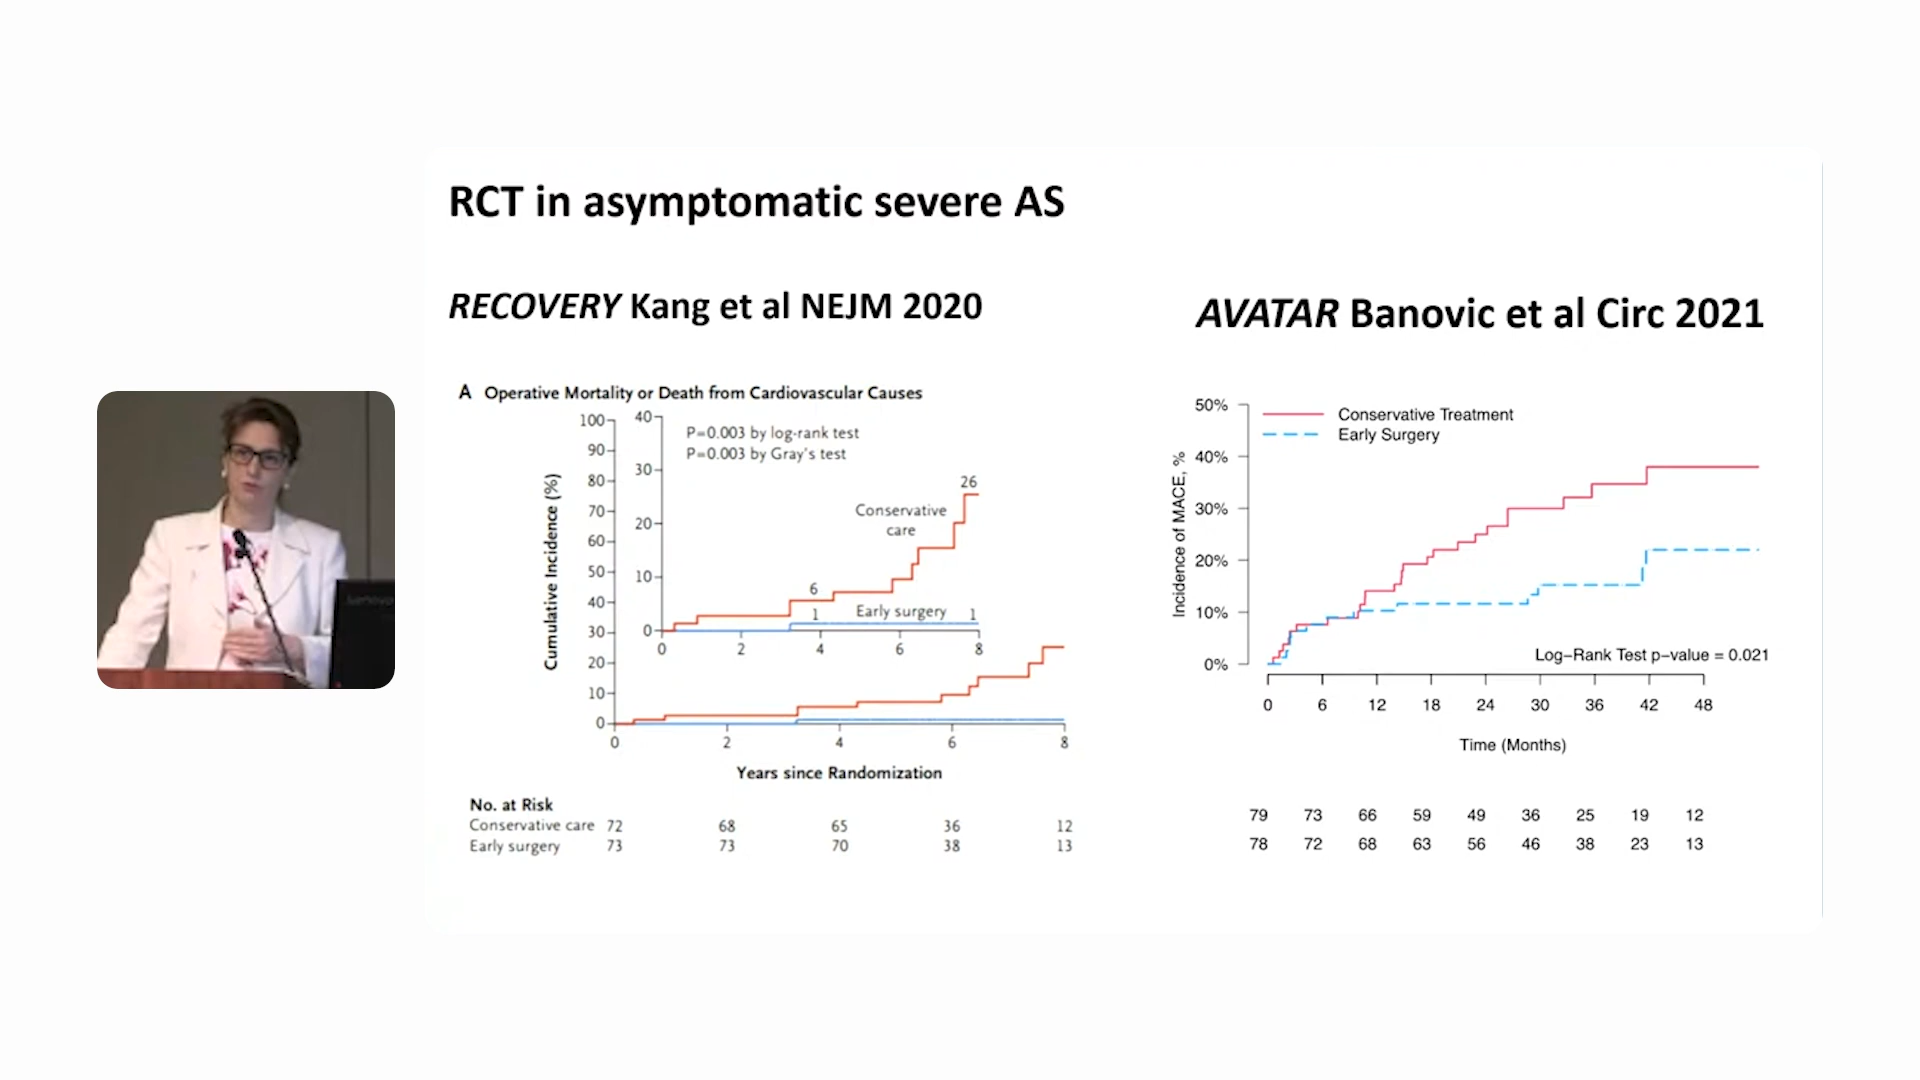 RCT in asymptomatic severe AS
RECOVERY Kang et al NEJM 2020
A Operative Mortality or Death from Cardiovascular Causes
Cumulative Incidence (%)
100
90
80
70
60
50
40
30
20
10
0
40
30
20
10
0
P=0.003 by log-rank test
P=0.003 by Gray's test
26
Conservative
care
6
1
Early surgery
1
0 2 4 6 8
0 2 4 6 8
Years since Randomization
No. at Risk
Conservative care 72 68 65 36 12
Early surgery 73 73 70 38 13
AVATAR Banovic et al Circ 2021
Incidence of MACE, %
50%
40%
30%
20%
10%
0%
Conservative Treatment
Early Surgery
Log–Rank Test p–value = 0.021
0 6 12 18 24 30 36 42 48
Time (Months)
79 73 66 59 49 36 25 19 12
78 72 68 63 56 46 38 23 13
lenovo